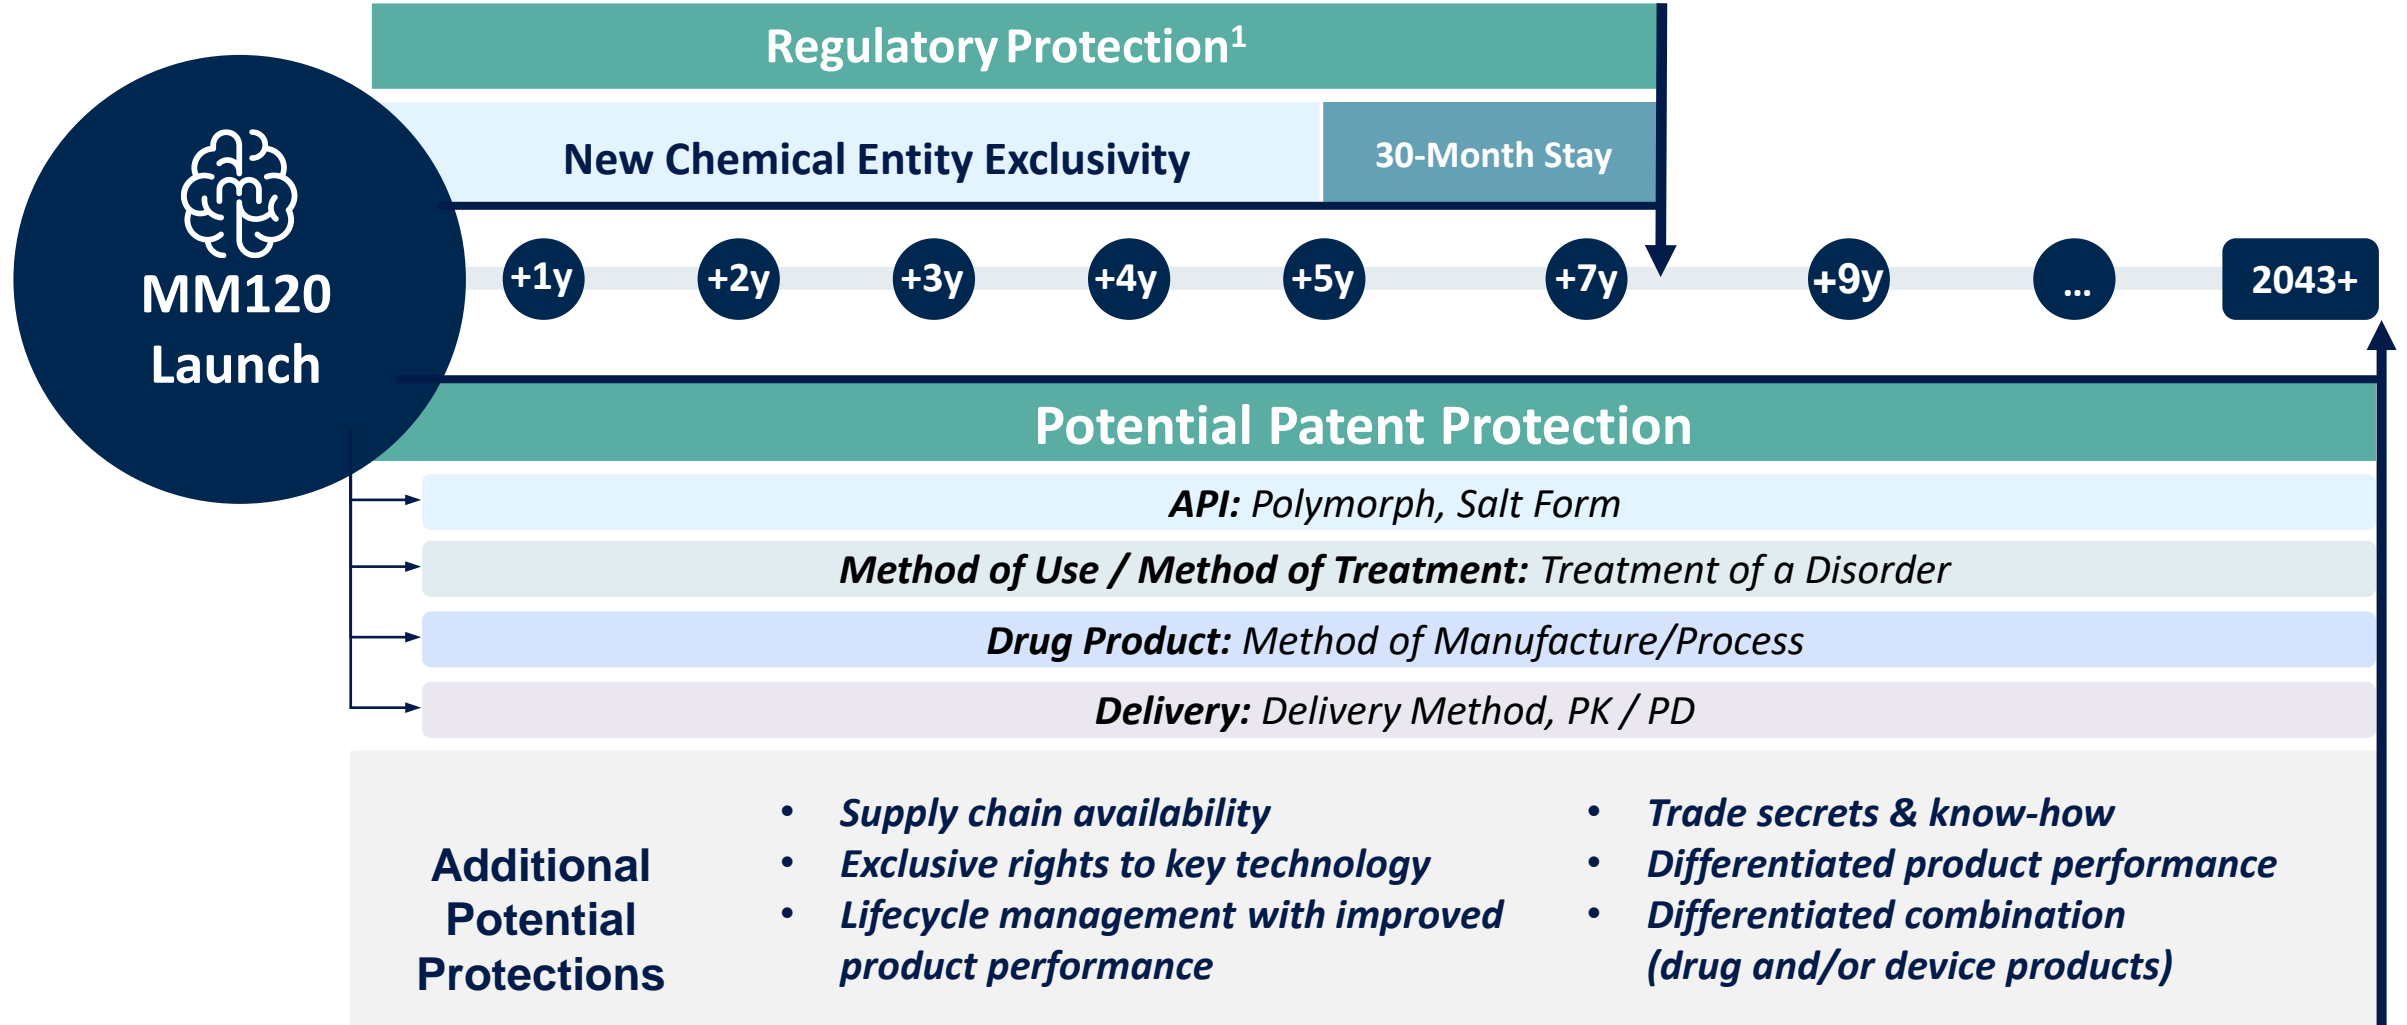 Regulatory Protection1
New Chemical Entity Exclusivity
30-Month Stay
MM120
Launch
+1y
+2y
+3y
+4y
+5y
+7y
+9y
...
2043+
Potential Patent Protection
API: Polymorph, Salt Form
Method of Use / Method of Treatment: Treatment of a Disorder
Drug Product: Method of Manufacture/Process
Delivery: Delivery Method, PK / PD
Additional
Potential
Protections
• Supply chain availability
• Exclusive rights to key technology
• Lifecycle management with improved
product performance
• Trade secrets & know-how
• Differentiated product performance
• Differentiated combination
(drug and/or device products)